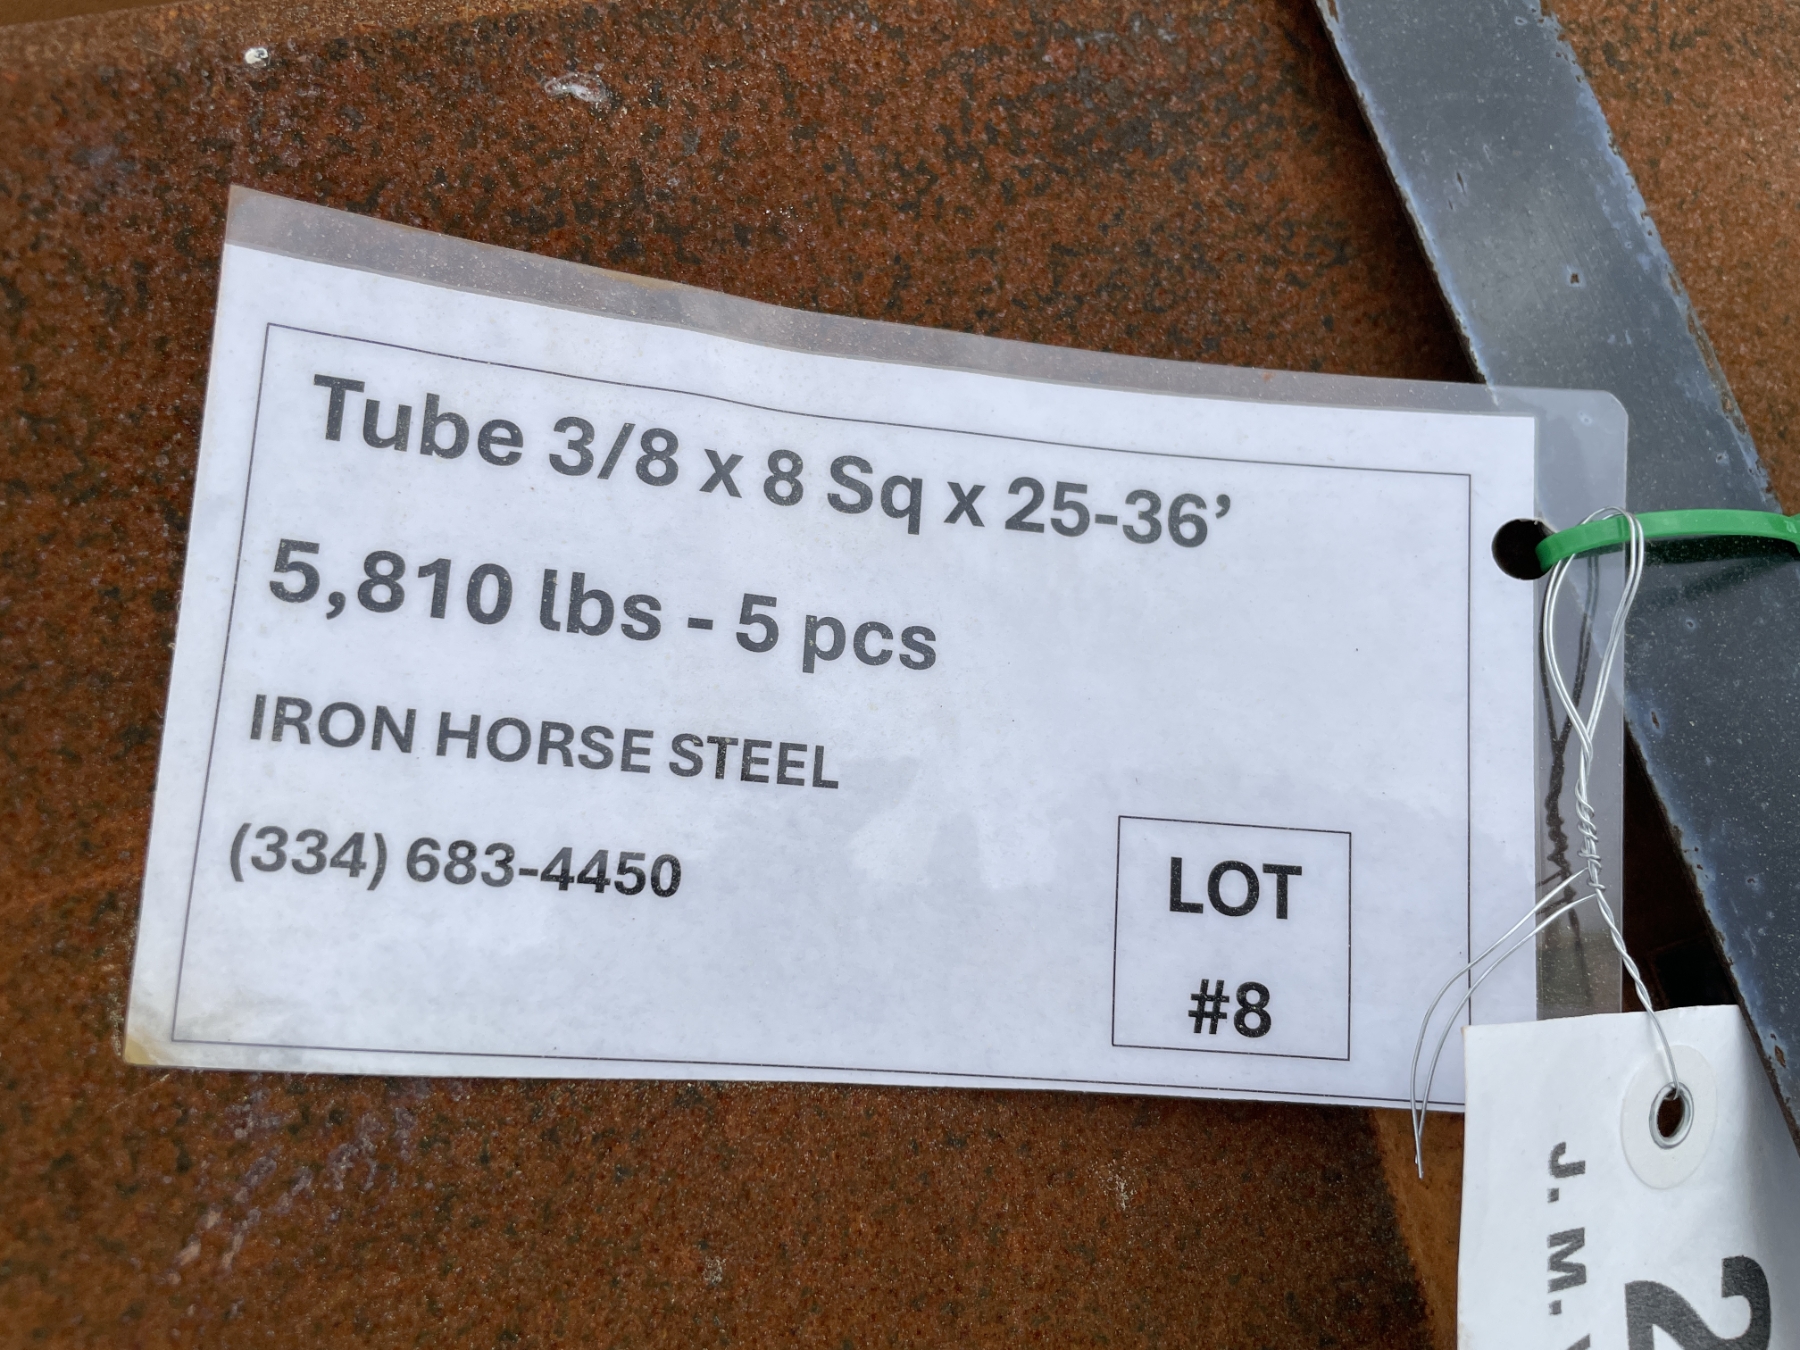 Tube 3/8 x 8 Sq x 25-36’
5,810 lbs - 5 pcs
IRON HORSE STEEL
(334) 683-4450
LOT
#8
J. M.
2